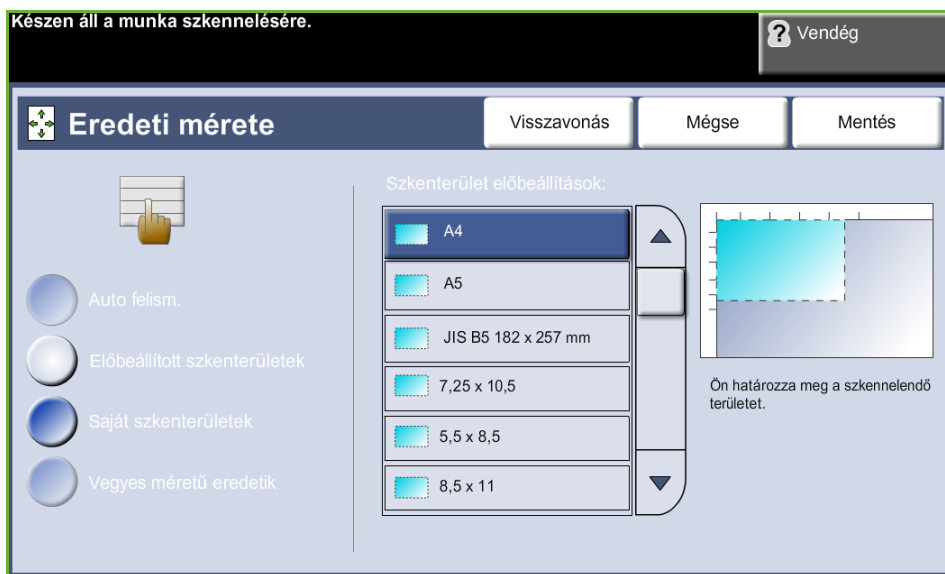 Készen áll a munka szkennelésére.
Vendég
Eredeti mérete
Visszavonás
Mégse
Mentés
Szkenterület előbeállítások:
A4
A5
JIS B5 182 x 257 mm
7,25 x 10,5
5,5 x 8,5
8,5 x 11
Auto felism.
Előbeállított szkenterületek
Saját szkenterületek
Vegyes méretű eredetik
Ön határozza meg a szkennelendő
területet.